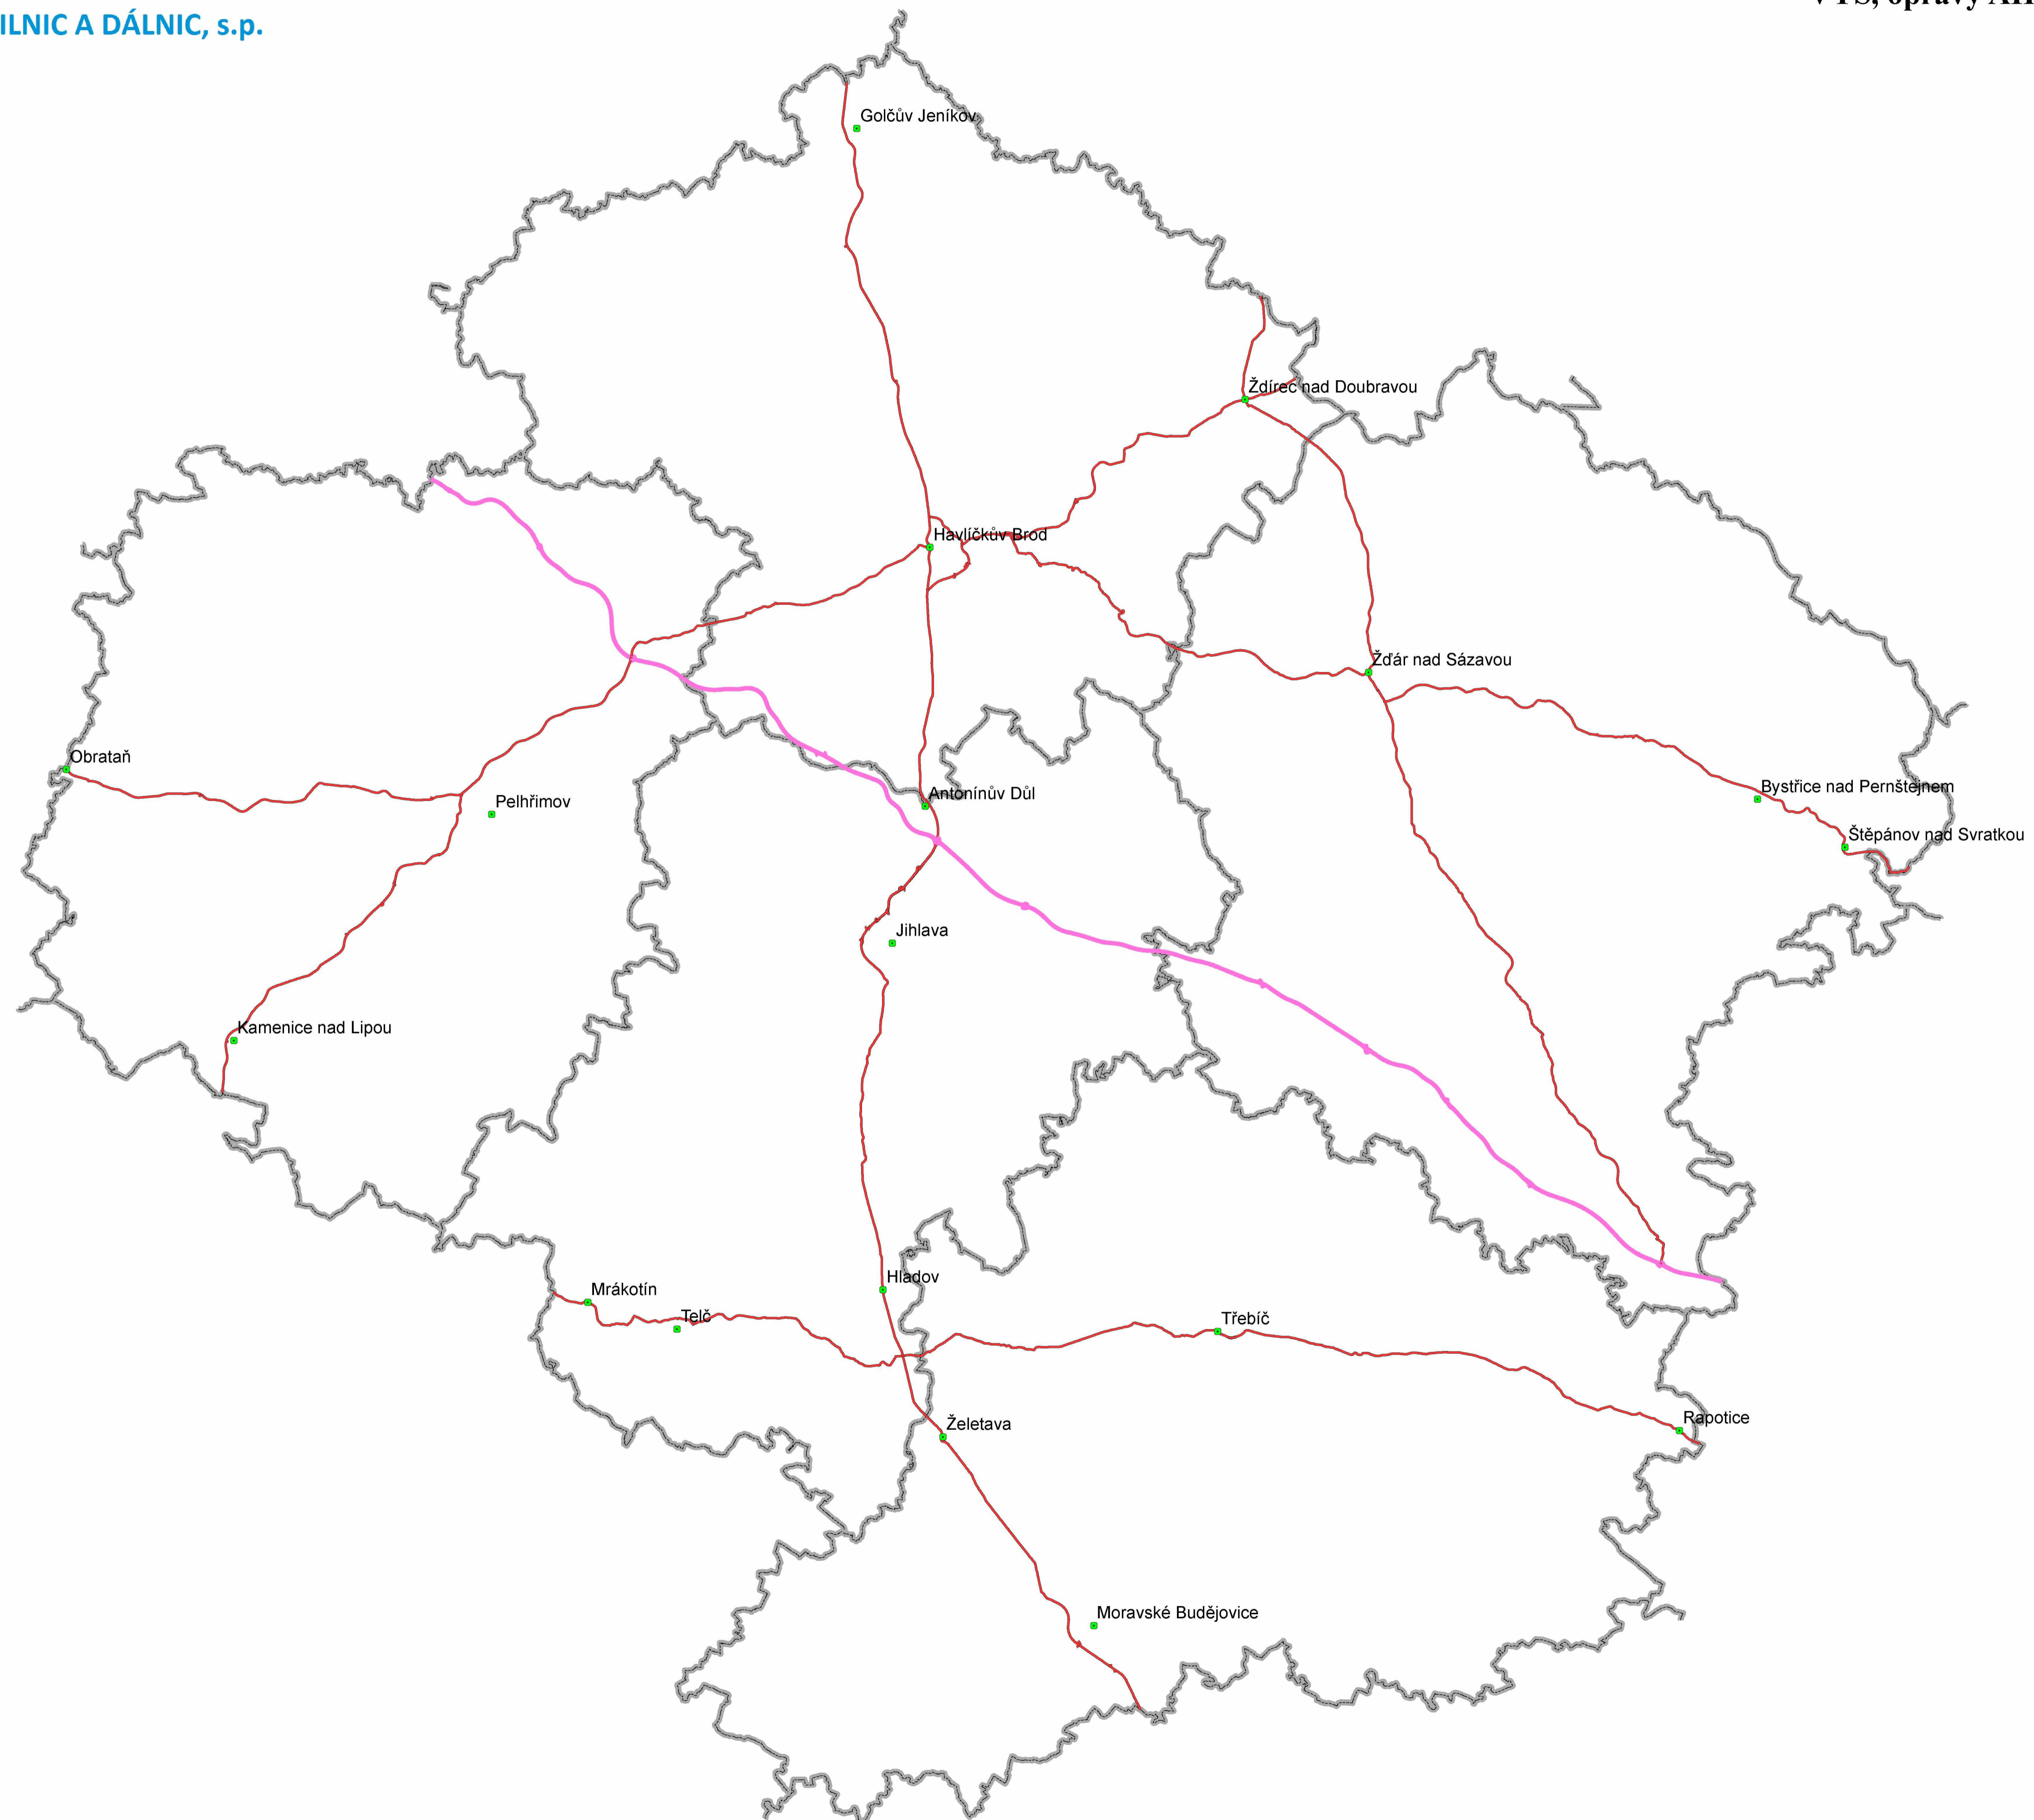 ILNIC A DÁLNIC, s.p.
Golčův Jeníkov
Ždírec nad Doubravou
Havlíčkův Brod
Žďár nad Sázavou
Obrataň
Pelhřimov
Antonínův Důl
Bystřice nad Pernštejnem
Štěpánov nad Svratkou
Jihlava
Kamenice nad Lipou
Hladov
Mrákotín
Telč
Třebíč
Želetava
Rapotice
Moravské Budějovice